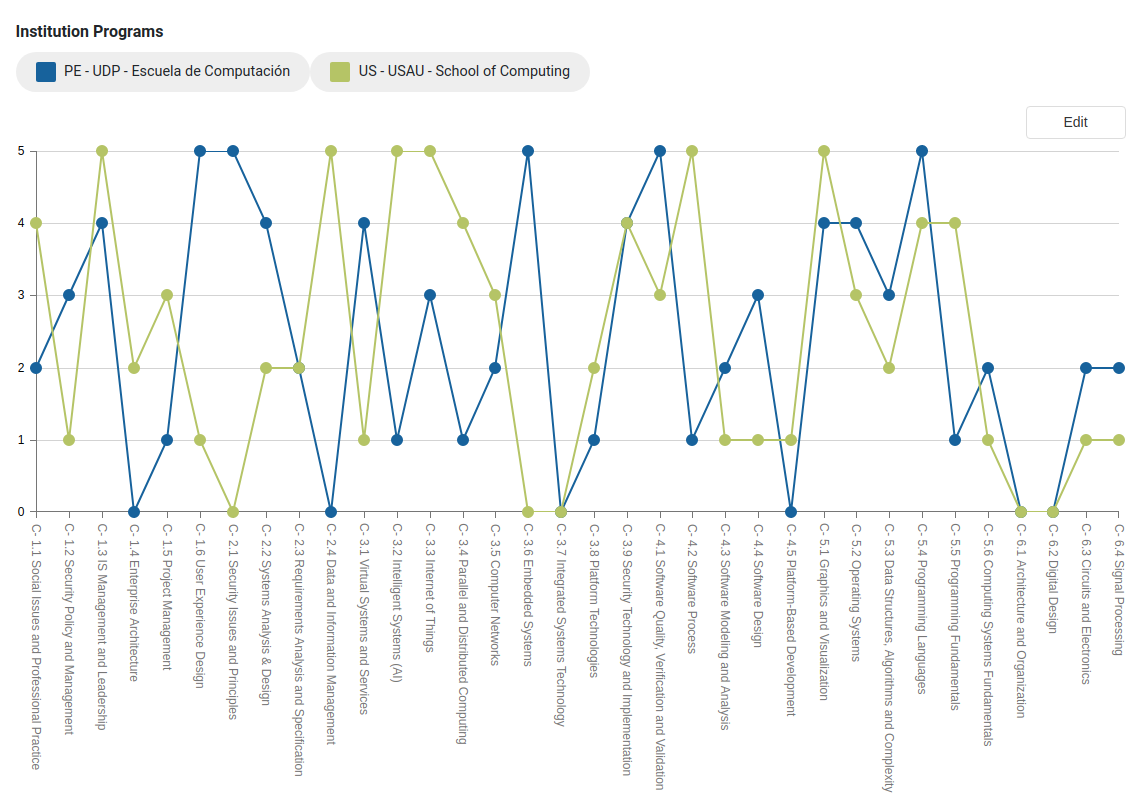 Institution Programs
PE - UDP - Escuela de Computación
US - USAU - School of Computing
Edit
5
4
3
2
1
0
C- 1.1 Social Issues and Professional Practice
C- 1.2 Security Policy and Management
C- 1.3 IS Management and Leadership
C- 1.4 Enterprise Architecture
C- 1.5 Project Management
C- 1.6 User Experience Design
C- 2.1 Security Issues and Principles
C- 2.2 Systems Analysis & Design
C- 2.3 Requirements Analysis and Specification
C- 2.4 Data and Information Management
C- 3.1 Virtual Systems and Services
C- 3.2 Intelligent Systems (AI)
C- 3.3 Internet of Things
C- 3.4 Parallel and Distributed Computing
C- 3.5 Computer Networks
C- 3.6 Embedded Systems
C- 3.7 Integrated Systems Technology
C- 3.8 Platform Technologies
C- 3.9 Security Technology and Implementation
C- 4.1 Software Quality, Verification and Validation
C- 4.2 Software Process
C- 4.3 Software Modeling and Analysis
C- 4.4 Software Design
C- 4.5 Platform-Based Development
C- 5.1 Graphics and Visualization
C- 5.2 Operating Systems
C- 5.3 Data Structures, Algorithms and Complexity
C- 5.4 Programming Languages
C- 5.5 Programming Fundamentals
C- 5.6 Computing Systems Fundamentals
C- 6.1 Architecture and Organization
C- 6.2 Digital Design
C- 6.3 Circuits and Electronics
C- 6.4 Signal Processing